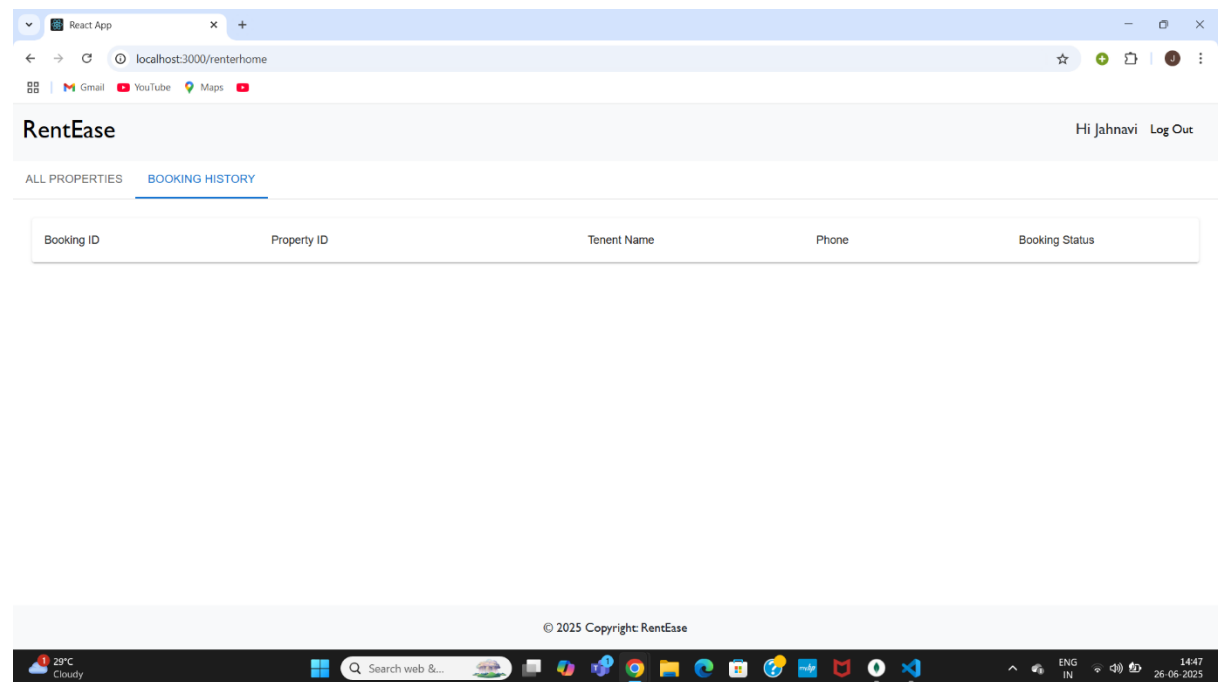 React App
localhost:3000/renterhome
Gmail YouTube Maps
RentEase
Hi Jahnavi Log Out
ALL PROPERTIES BOOKING HISTORY
Booking ID Property ID Tenent Name Phone Booking Status
© 2025 Copyright: RentEase
1
29°C
Cloudy
Search web &...
ENG
IN
14:47
26-06-2025